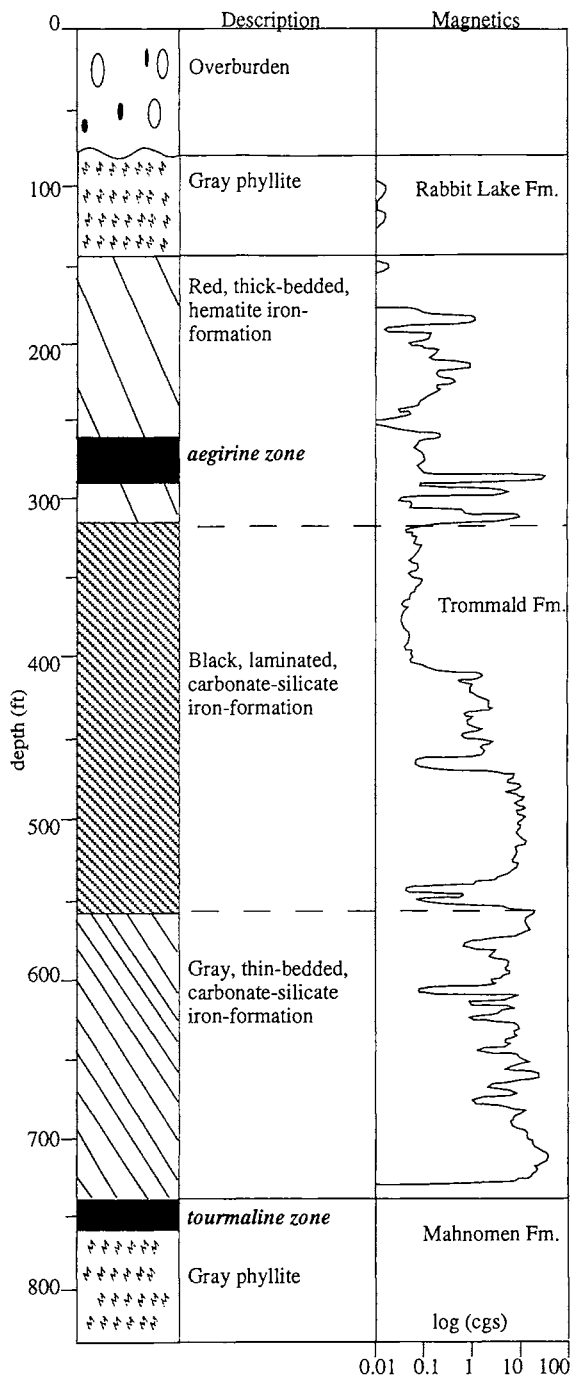 Description
Magnetics
0
Overburden
100
Gray phyllite
Rabbit Lake Fm.
Red, thick-bedded,
hematite iron-
formation
200
aegirine zone
300
Trommald Fm.
400
Black, laminated,
carbonate-silicate
iron-formation
depth (ft)
500
600
Gray, thin-bedded,
carbonate-silicate
iron-formation
700
tourmaline zone
Mahnomen Fm.
Gray phyllite
800
log (cgs)
0.01 0.1 1 10 100